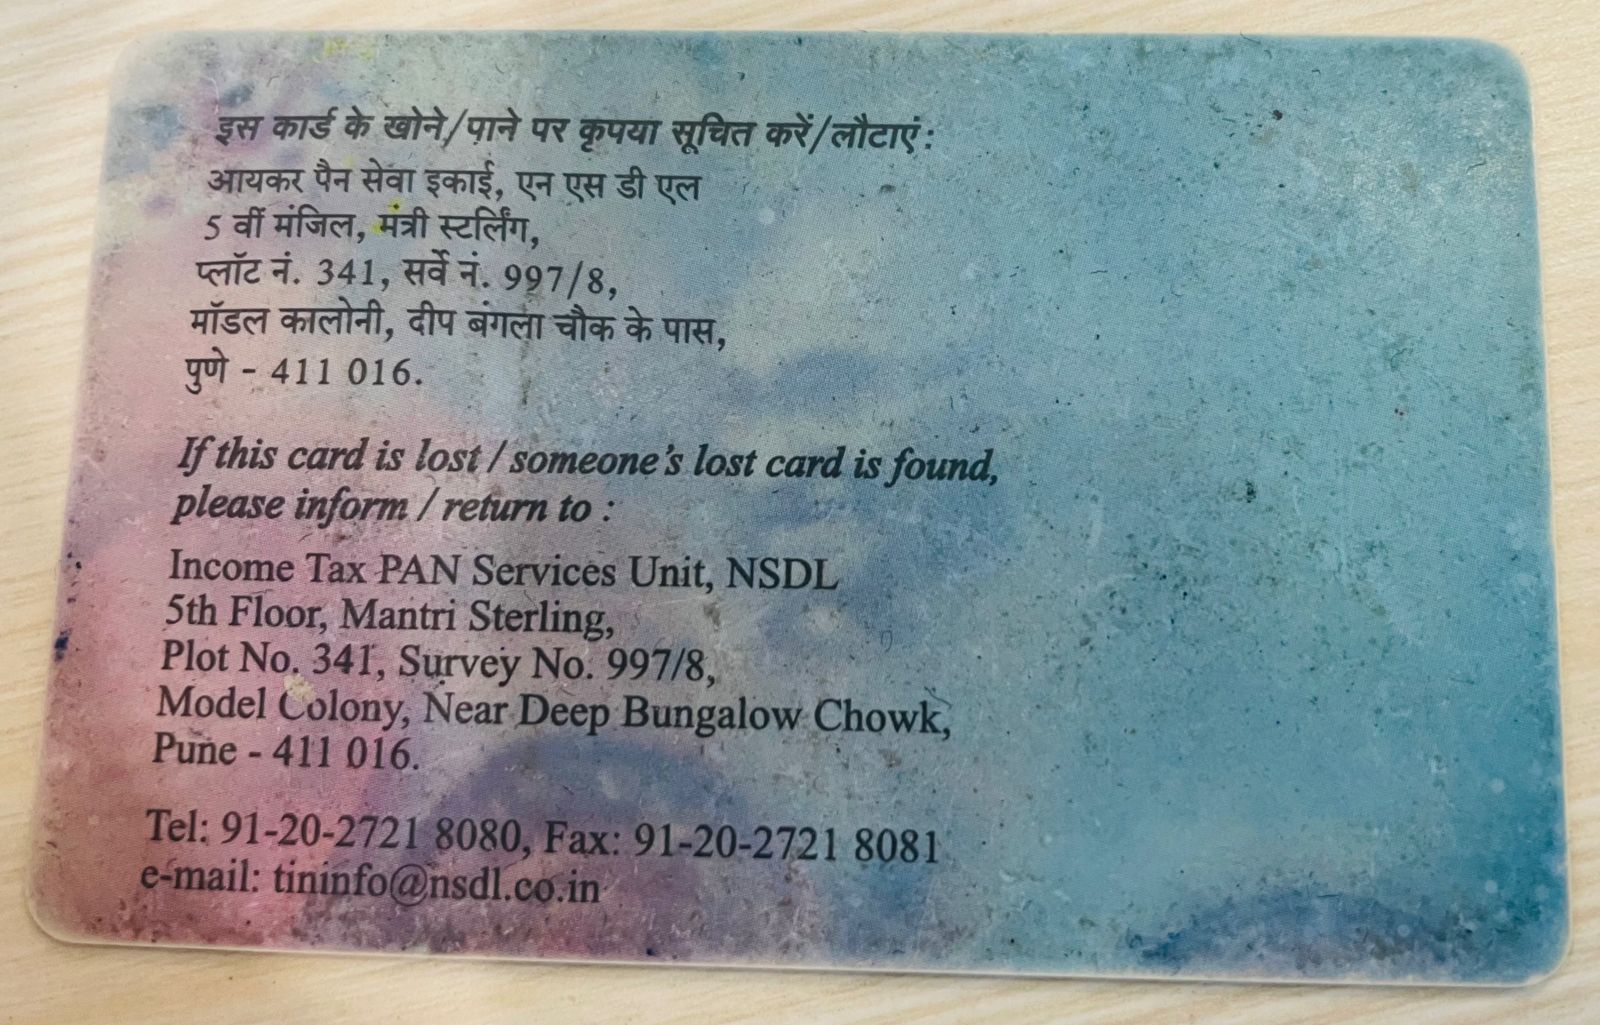 इस कार्ड के खोने/पाने पर कृपया सूचित करें/लौटाएं:
आयकर पैन सेवा इकाई, एन एस डी एल
5 वीं मंजिल, मंत्री स्टर्लिंग,
प्लॉट नं. 341, सर्वे नं. 997/8,
मॉडल कालोनी, दीप बंगला चौक के पास,
पुणे - 411 016.
If this card is lost / someone's lost card is found,
please inform / return to :
Income Tax PAN Services Unit, NSDL
5th Floor, Mantri Sterling,
Plot No. 341, Survey No. 997/8,
Model Colony, Near Deep Bungalow Chowk,
Pune - 411 016.
Tel: 91-20-2721 8080, Fax: 91-20-2721 8081
e-mail: tininfo@nsdl.co.in